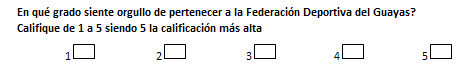 En qué grado siente orgullo de pertenecer a la Federación Deportiva del Guayas?
Califique de 1 a 5 siendo 5 la calificación más alta
1 2 3 4 5